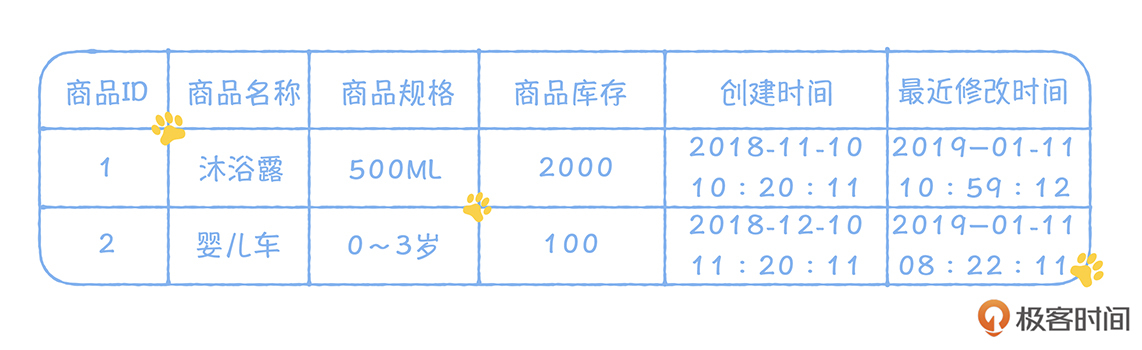 商品ID 商品名称 商品规格 商品库存 创建时间 最近修改时间
1 沐浴露 500ML 2000 2018-11-10 10：20：11 2019-01-11 10：59：12
2 婴儿车 0～3岁 100 2018-12-10 11：20：11 2019-01-11 08：22：11
极客时间